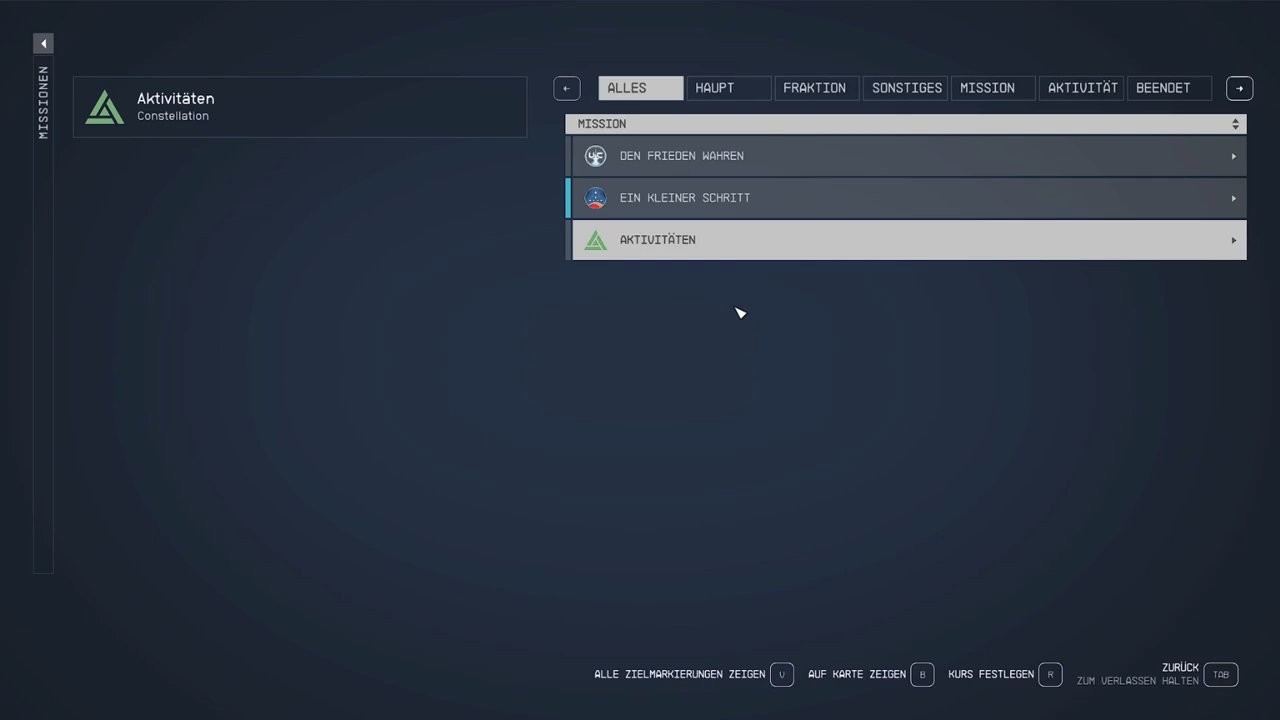 MISSIONEN
Aktivitäten
Constellation
ALLES
HAUPT
FRAKTION
SONSTIGES
MISSION
AKTIVITÄT
BEENDET
MISSION
DEN FRIEDEN WAHREN
EIN KLEINER SCHRITT
AKTIVITÄTEN
ALLE ZIELMARKIERUNGEN ZEIGEN U
AUF KARTE ZEIGEN B
KURS FESTLEGEN R
ZURÜCK
ZUM VERLASSEN HALTEN TAB